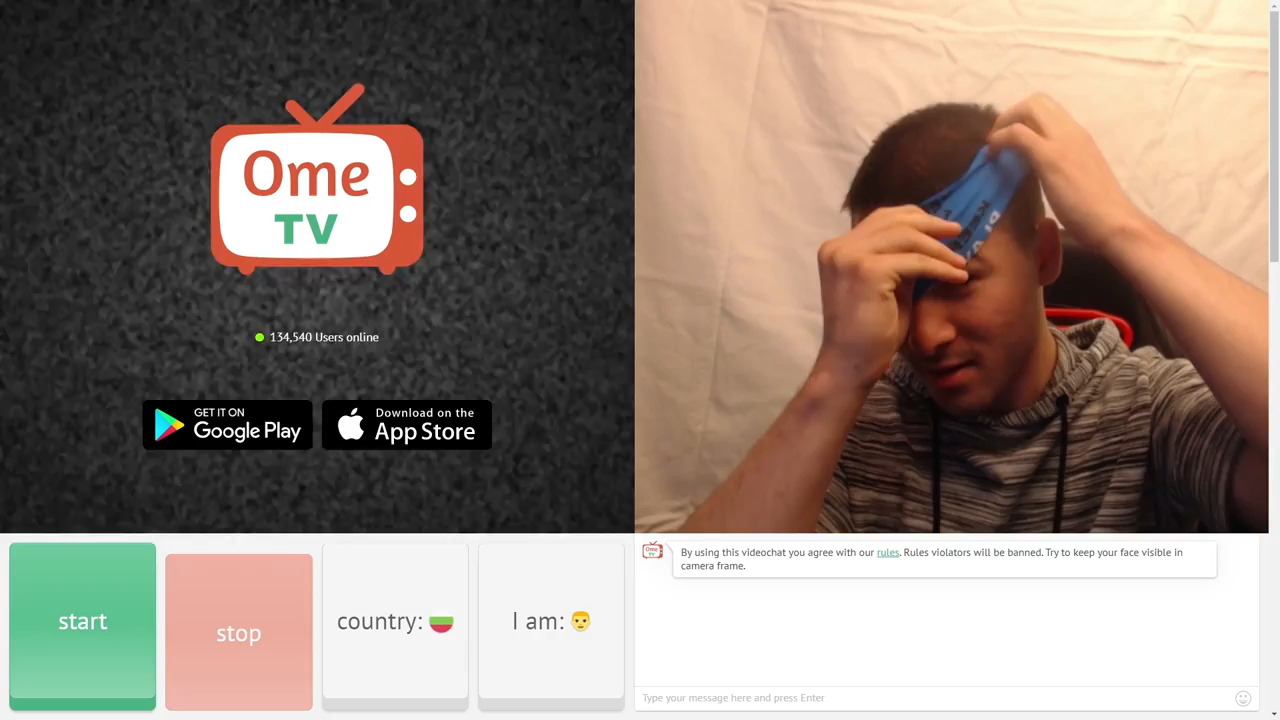 Ome
TV
134,540 Users online
GET IT ON
Google Play
Download on the
App Store
start
stop
country:
I am:
Ome
TV
By using this videochat you agree with our rules. Rules violators will be banned. Try to keep your face visible in
camera frame.
Type your message here and press Enter